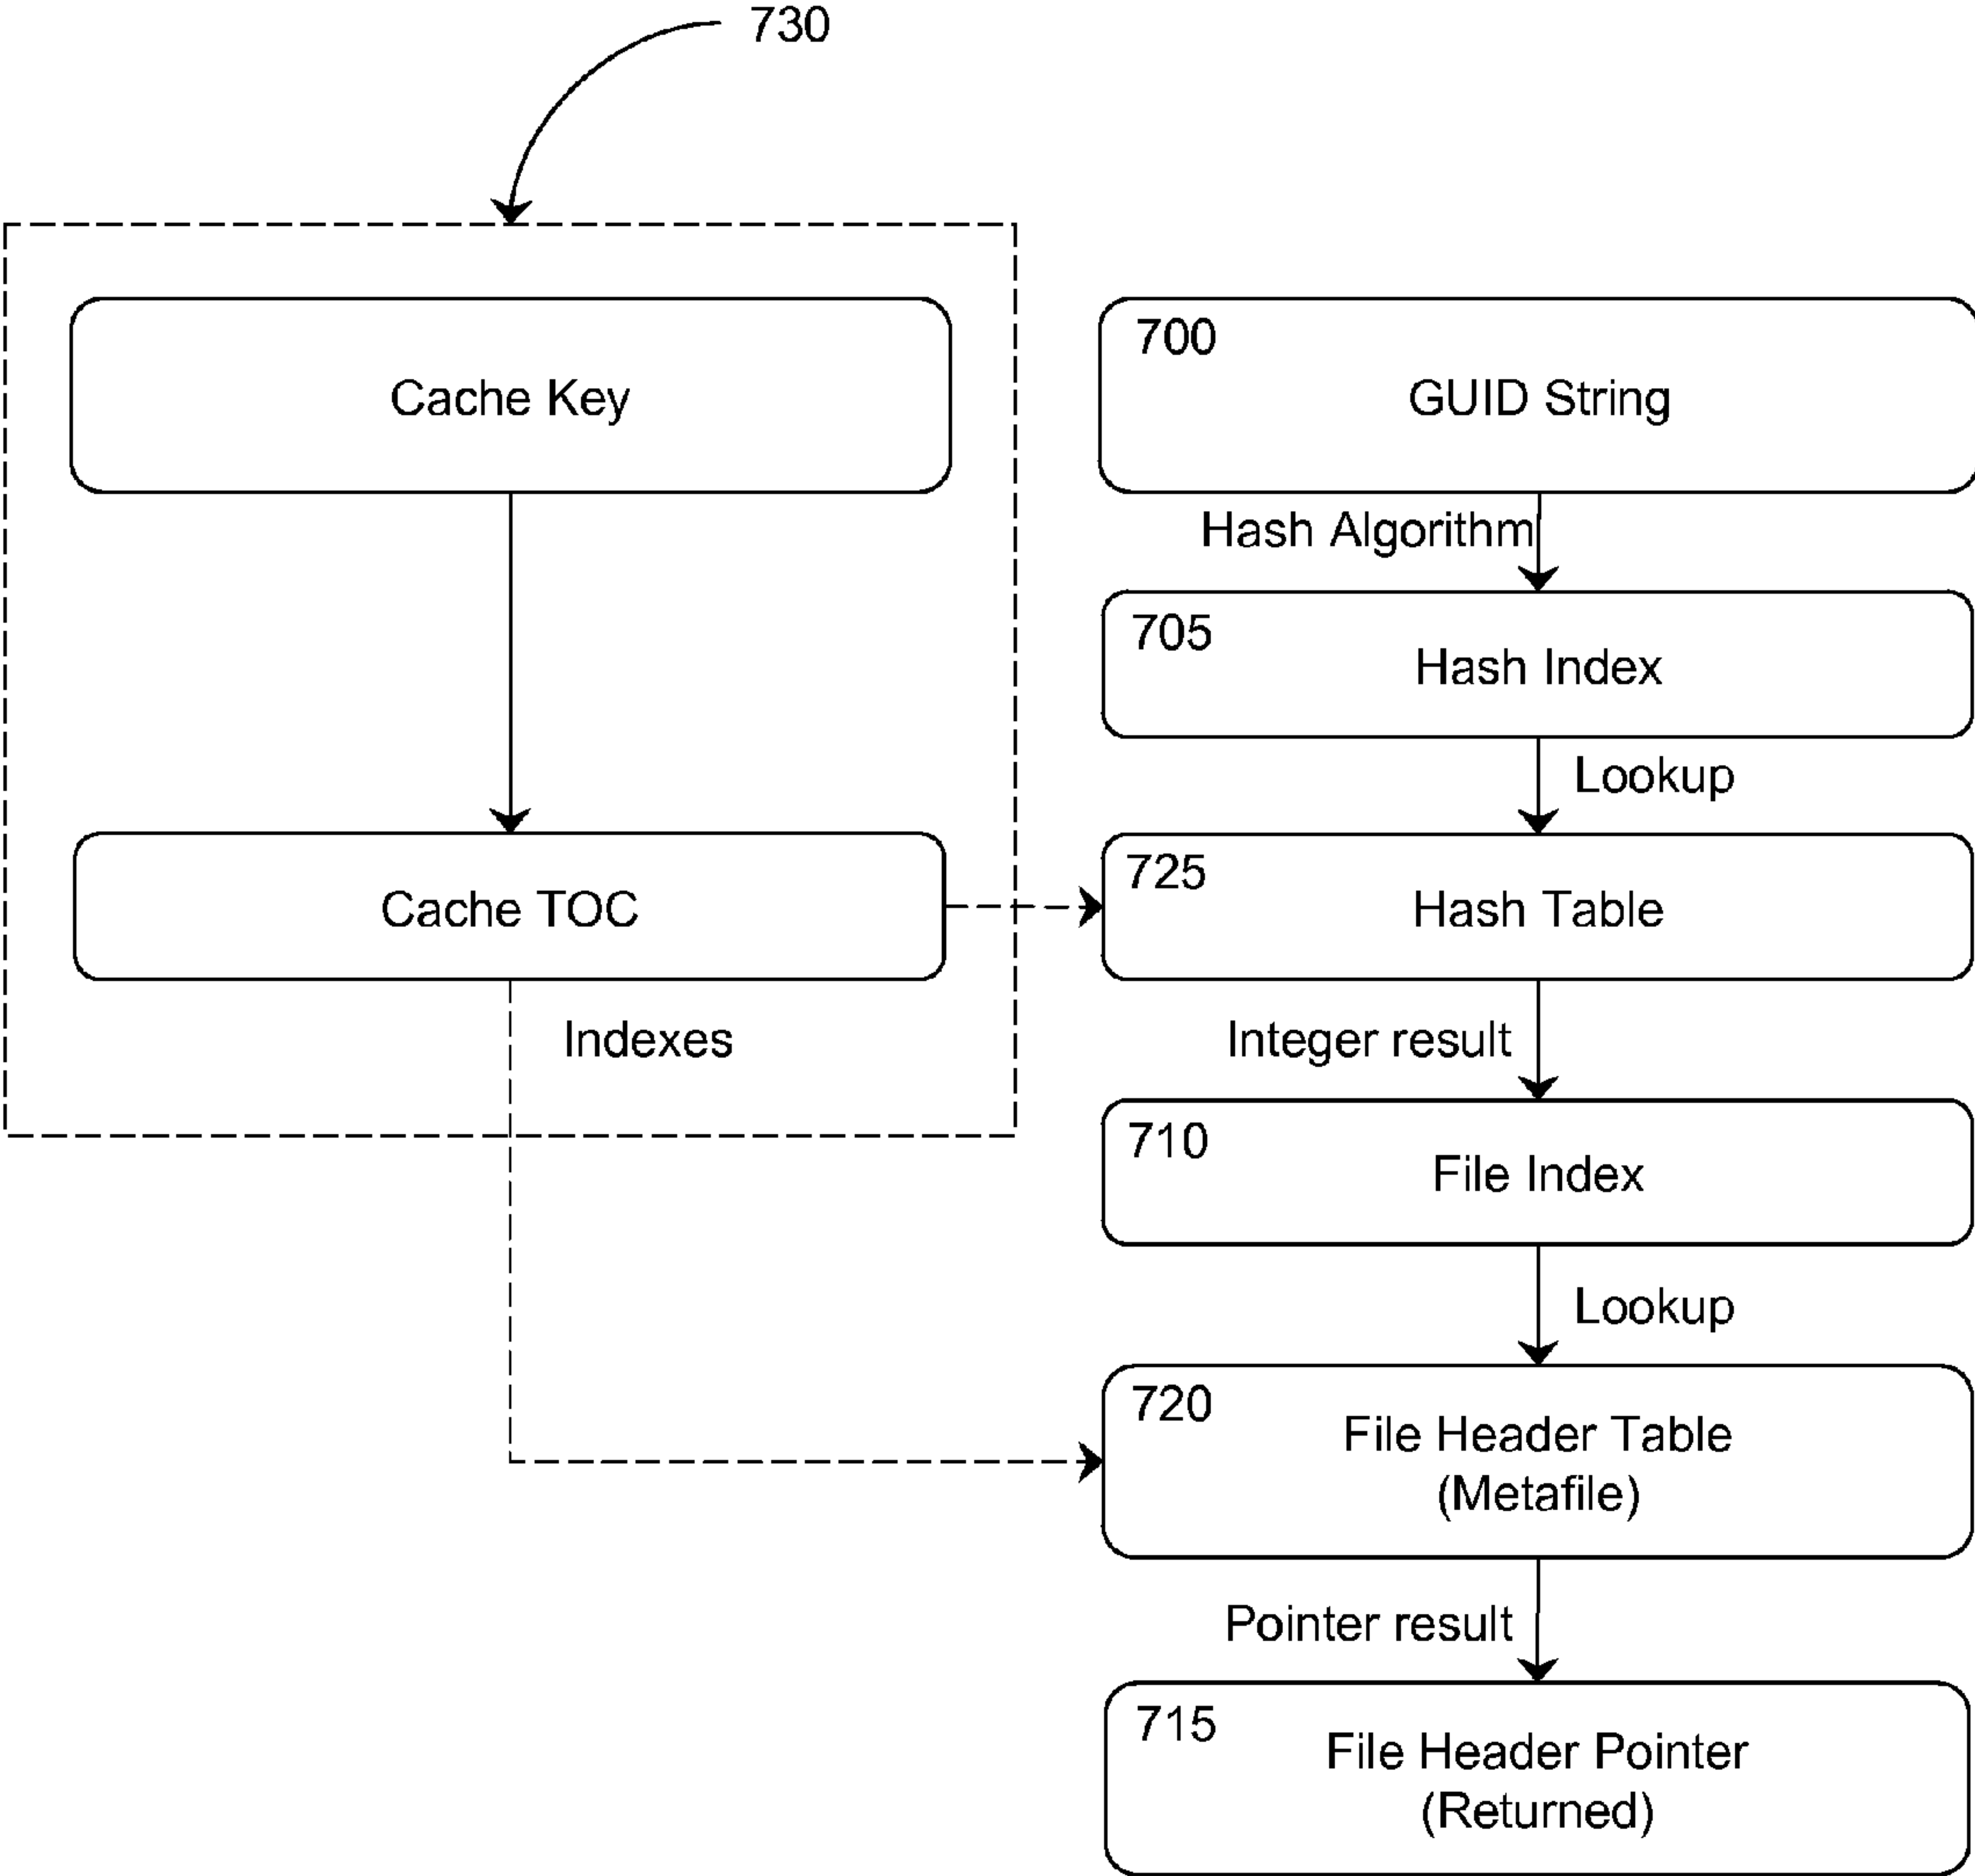 730
Cache Key
700
GUID String
Hash Algorithm
705
Hash Index
Lookup
Cache TOC
725
Hash Table
Indexes
Integer result
710
File Index
Lookup
720
File Header Table
(Metafile)
Pointer result
715
File Header Pointer
(Returned)